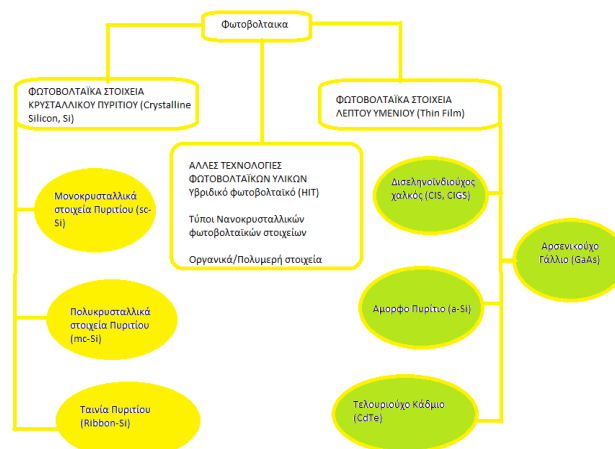 Φωτοβολταικα
ΦΩΤΟΒΟΛΤΑΪΚΑ ΣΤΟΙΧΕΙΑ
ΚΡΥΣΤΑΛΛΙΚΟΥ ΠΥΡΙΤΙΟΥ (Crystalline
Silicon, Si)
ΦΩΤΟΒΟΛΤΑΪΚΑ ΣΤΟΙΧΕΙΑ
ΛΕΠΤΟΥ ΥΜΕΝΙΟΥ (Thin Film)
ΑΛΛΕΣ ΤΕΧΝΟΛΟΓΙΕΣ
ΦΩΤΟΒΟΛΤΑΪΚΩΝ ΥΛΙΚΩΝ
Υβριδικό φωτοβολταϊκό (HIT)
Τύποι Νανοκρυσταλλικών
φωτοβολταϊκών στοιχείων
Οργανικά/Πολυμερή στοιχεία
Μονοκρυσταλλικά
στοιχεία Πυριτίου (sc-
Si)
Πολυκρυσταλλικά
στοιχεία Πυριτίου
(mc-Si)
Ταινία Πυριτίου
(Ribbon-Si)
Δισεληνοϊνδιούχος
χαλκός (CIS, CIGS)
Αρσενικούχο
Γάλλιο (GaAs)
Αμορφο Πυρίτιο (a-Si)
Τελουριούχο Κάδμιο
(CdTe)